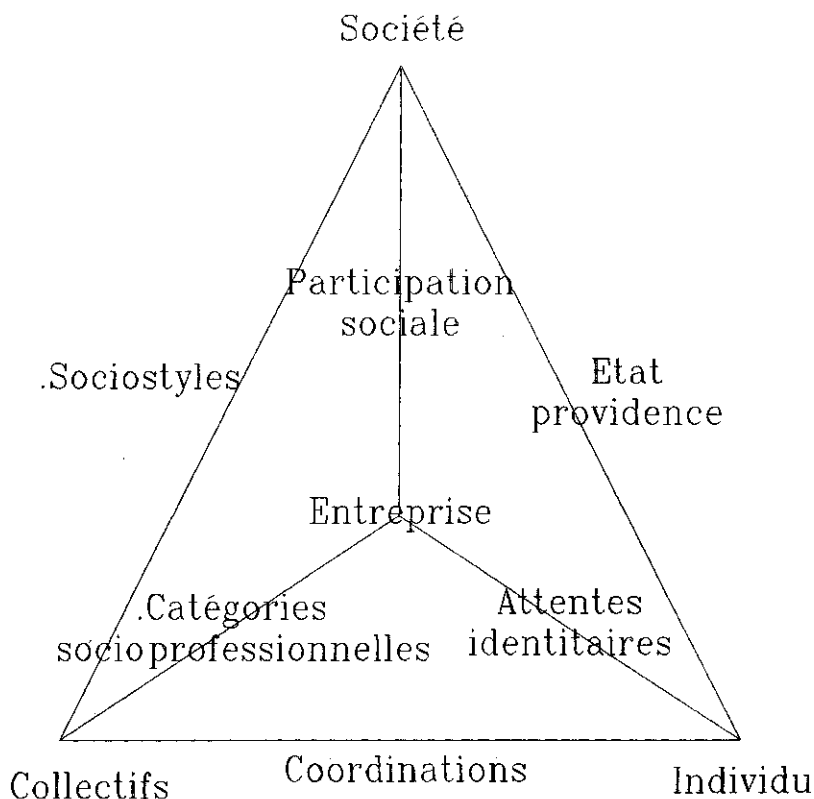 Société
Participation
sociale
.Sociostyles
Etat
providence
Entreprise
.Catégories
socioprofessionnelles
Attentes
identitaires
Coordinations
Collectifs
Individu